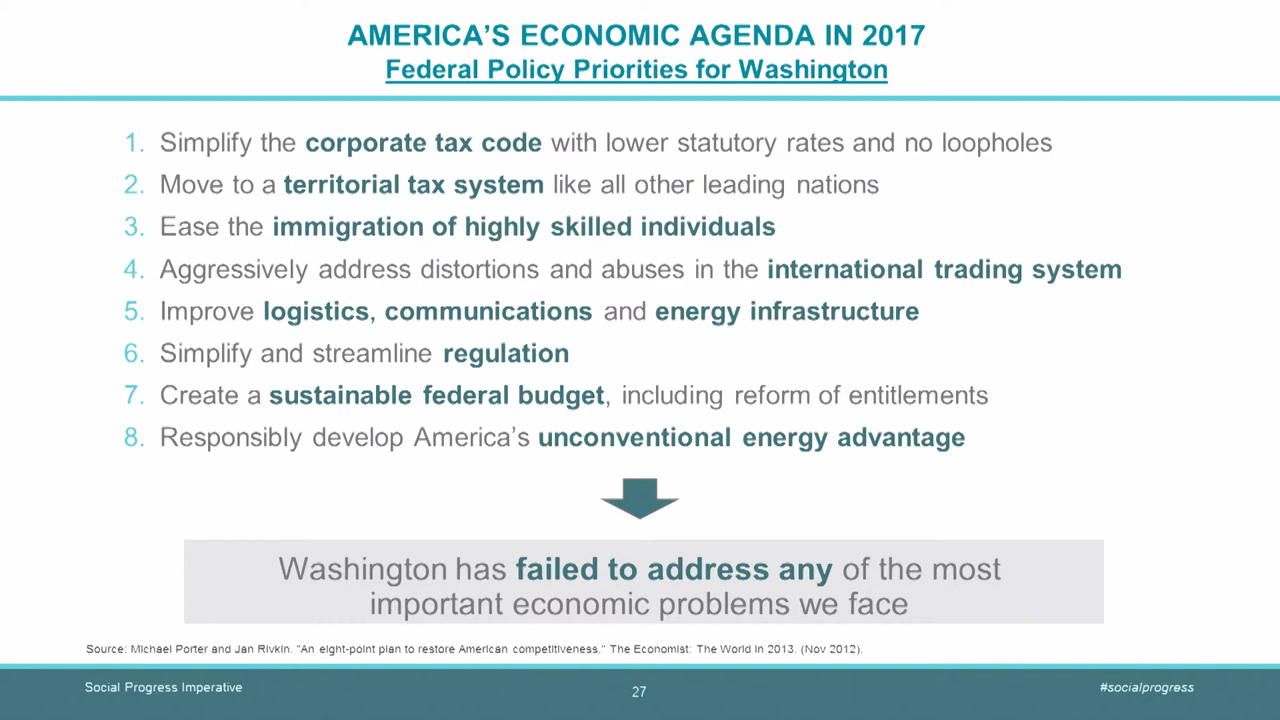 AMERICA’S ECONOMIC AGENDA IN 2017
Federal Policy Priorities for Washington
1. Simplify the corporate tax code with lower statutory rates and no loopholes
2. Move to a territorial tax system like all other leading nations
3. Ease the immigration of highly skilled individuals
4. Aggressively address distortions and abuses in the international trading system
5. Improve logistics, communications and energy infrastructure
6. Simplify and streamline regulation
7. Create a sustainable federal budget, including reform of entitlements
8. Responsibly develop America’s unconventional energy advantage
Washington has failed to address any of the most
important economic problems we face
Source: Michael Porter and Jan Rivkin. "An eight-point plan to restore American competitiveness." The Economist: The World in 2013. (Nov 2012).
Social Progress Imperative
27
#socialprogress